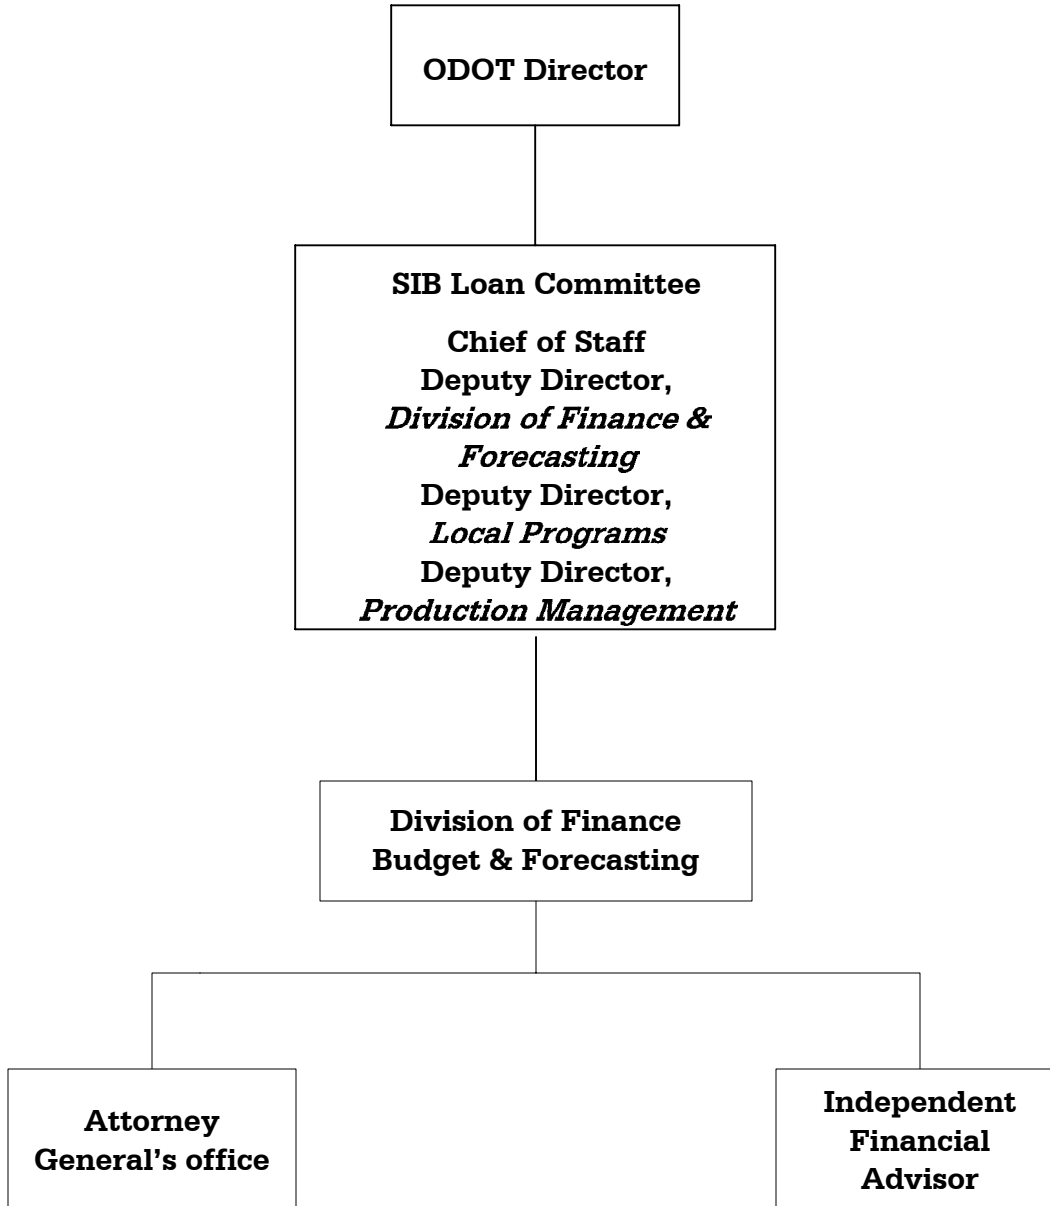 ODOT Director
SIB Loan Committee
Chief of Staff
Deputy Director,
Division of Finance &
Forecasting
Deputy Director,
Local Programs
Deputy Director,
Production Management
Division of Finance
Budget & Forecasting
Attorney
General’s office
Independent
Financial
Advisor